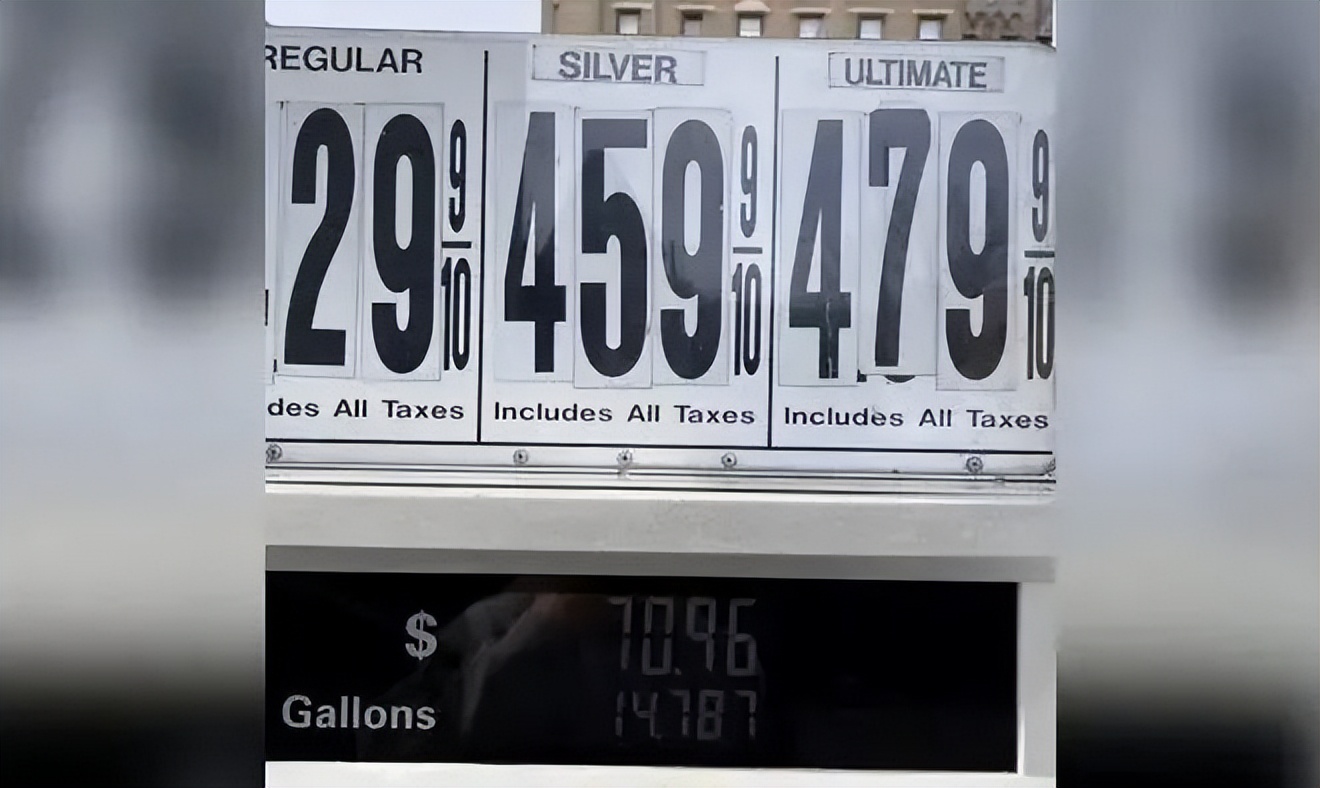 REGULAR SILVER ULTIMATE
29 9/10 459 9/10 479 9/10
des All Taxes Includes All Taxes Includes All Taxes
$ 70.96
Gallons 14.787